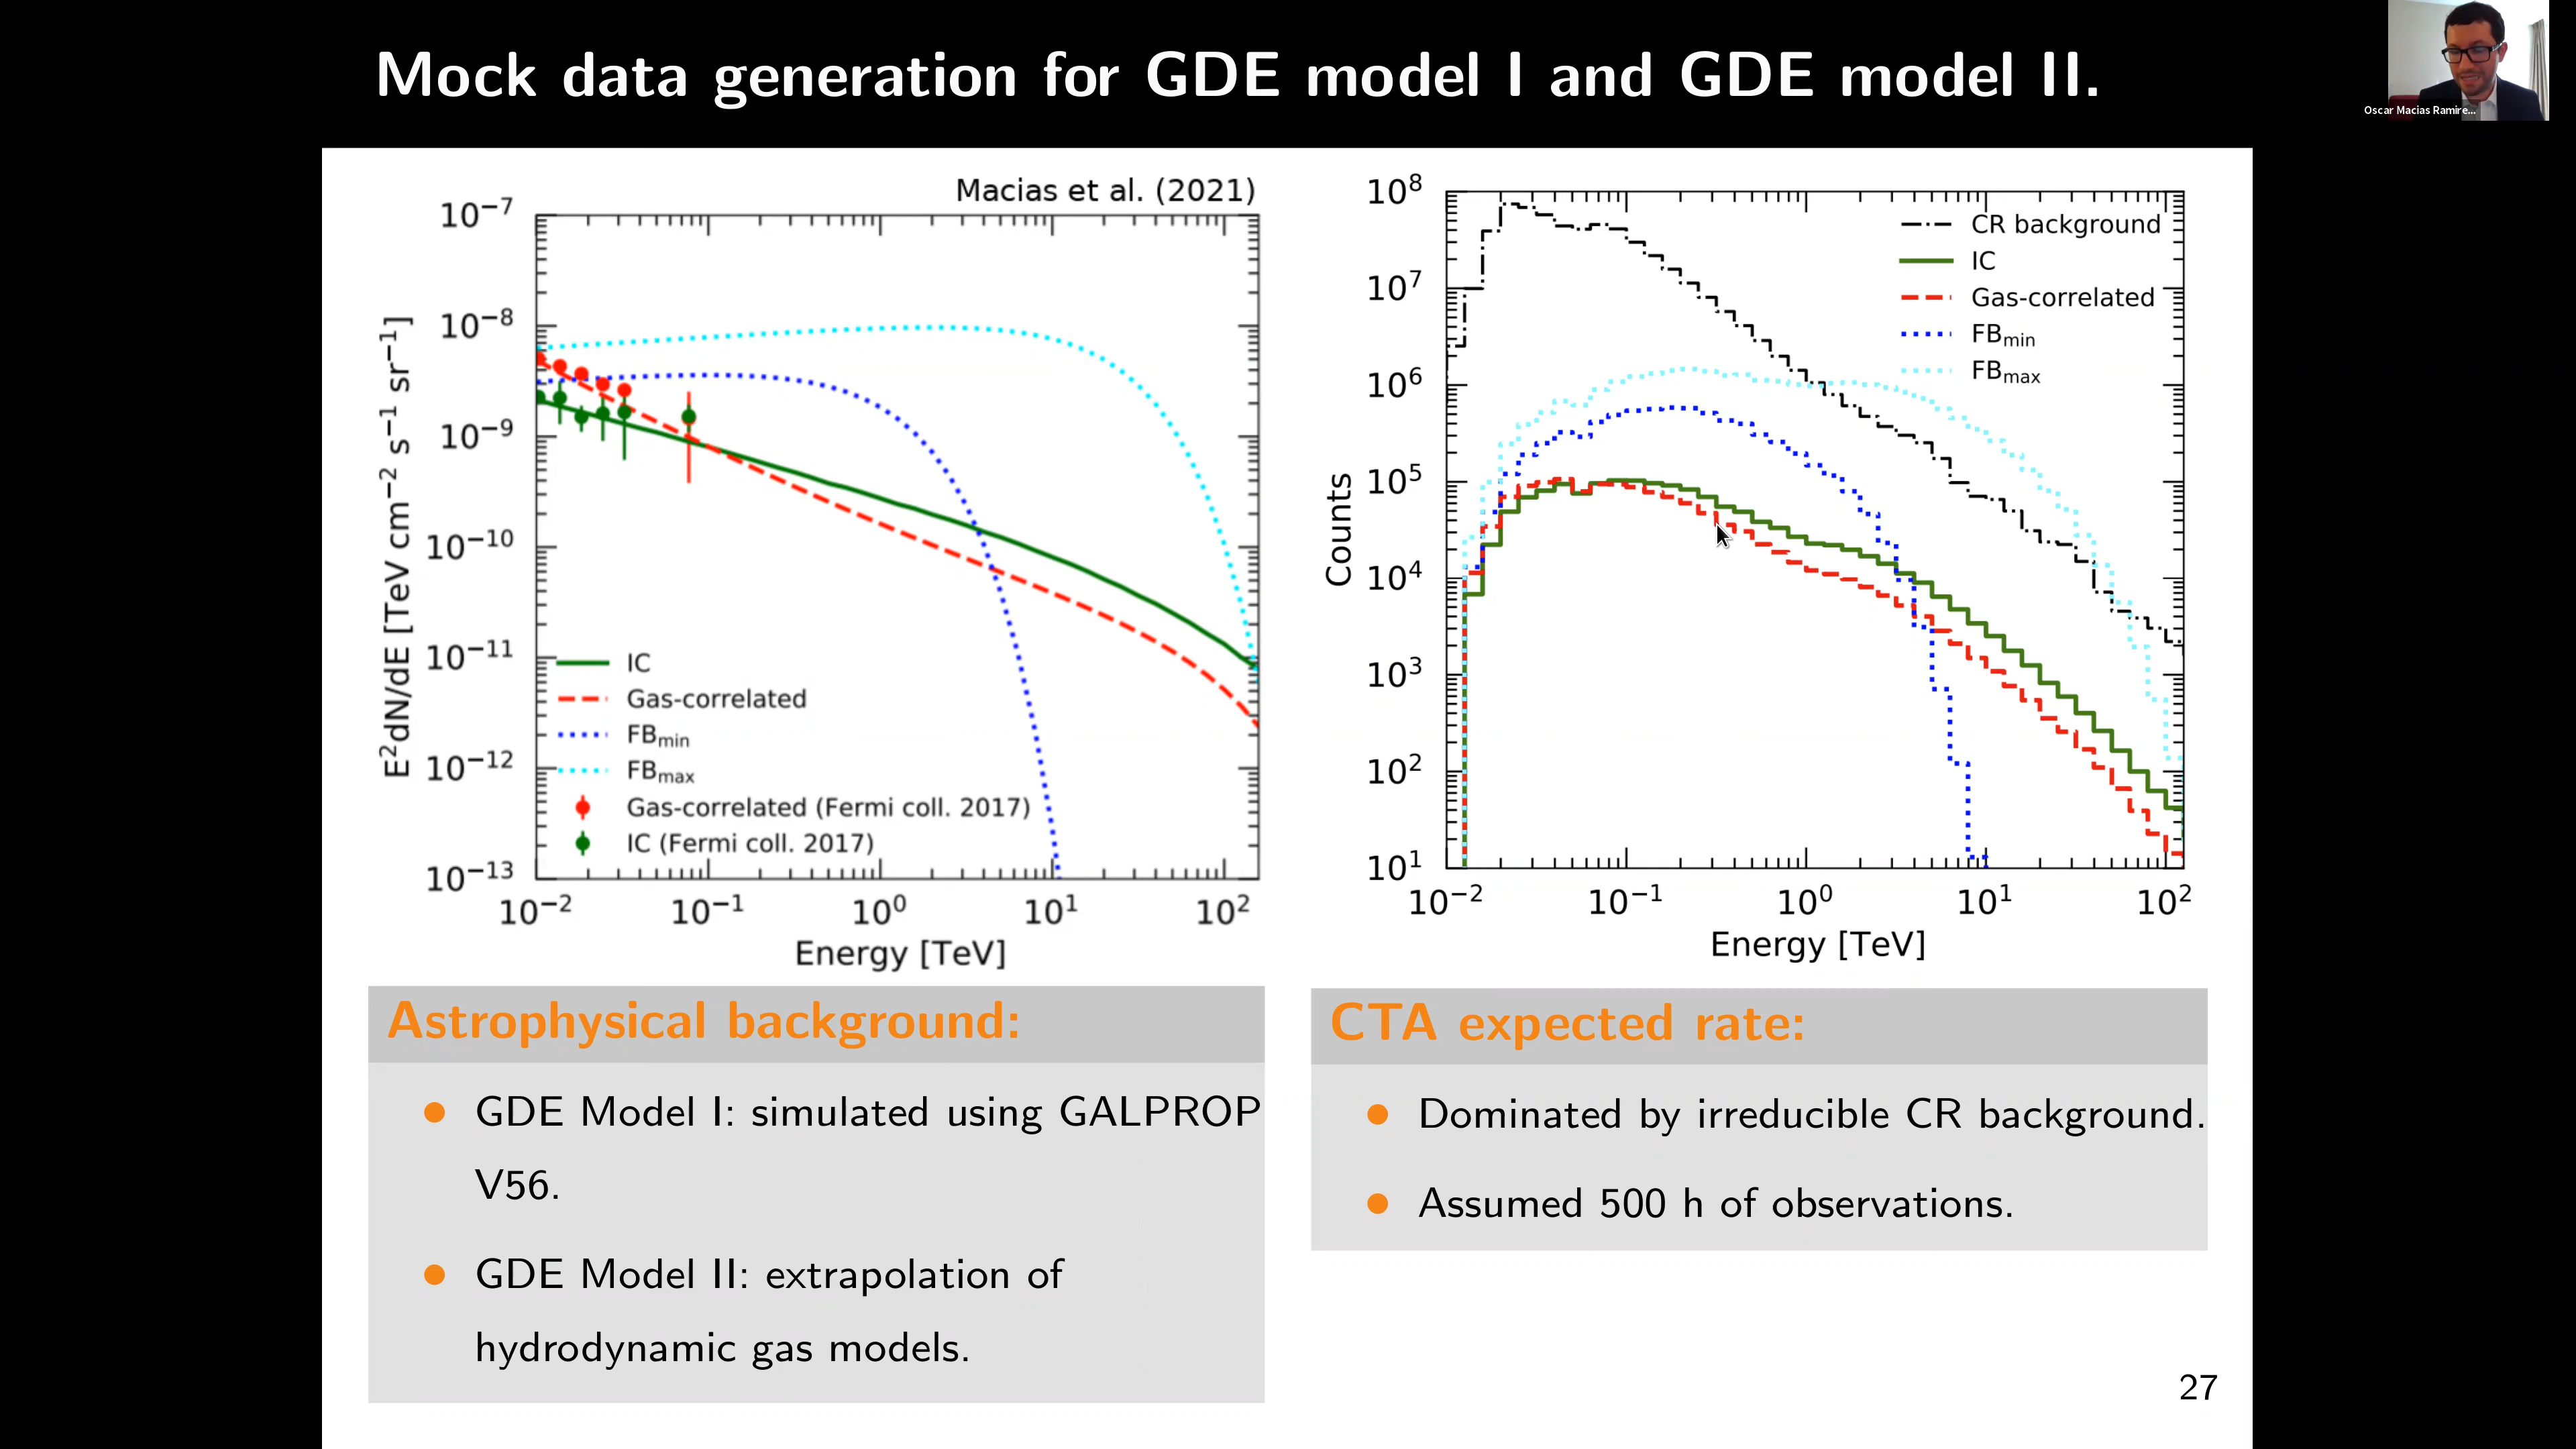 Mock data generation for GDE model I and GDE model II.
Oscar Macias Ramire...
Macias et al. (2021)
E²dN/dE [TeV cm⁻² s⁻¹ sr⁻¹]
10⁻⁷
10⁻⁸
10⁻⁹
10⁻¹⁰
10⁻¹¹
10⁻¹²
10⁻¹³
IC
Gas-correlated
FBmin
FBmax
Gas-correlated (Fermi coll. 2017)
IC (Fermi coll. 2017)
10⁻² 10⁻¹ 10⁰ 10¹ 10²
Energy [TeV]
Counts
10⁸
10⁷
10⁶
10⁵
10⁴
10³
10²
10¹
CR background
IC
Gas-correlated
FBmin
FBmax
10⁻² 10⁻¹ 10⁰ 10¹ 10²
Energy [TeV]
Astrophysical background:
● GDE Model I: simulated using GALPROP
V56.
● GDE Model II: extrapolation of
hydrodynamic gas models.
CTA expected rate:
● Dominated by irreducible CR background.
● Assumed 500 h of observations.
27